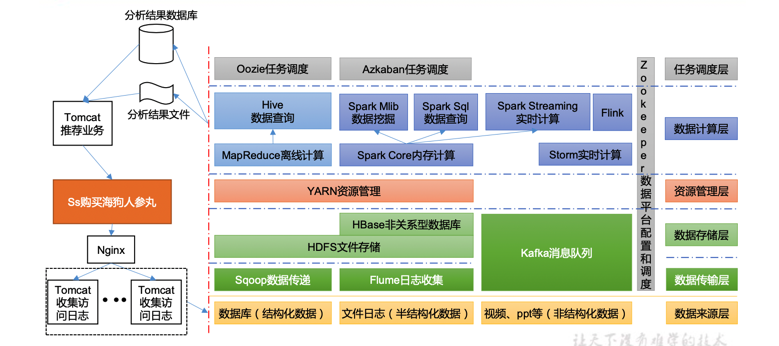 分析结果数据库
分析结果文件
Tomcat
推荐业务
Ss购买海狗人参丸
Nginx
Tomcat
收集访
问日志
Tomcat
收集访
问日志
Oozie任务调度
Azkaban任务调度
任务调度层
Hive
数据查询
Spark Mlib
数据挖掘
Spark Sql
数据查询
Spark Streaming
实时计算
Flink
数据计算层
MapReduce离线计算
Spark Core内存计算
Storm实时计算
YARN资源管理
资源管理层
HBase非关系型数据库
HDFS文件存储
Kafka消息队列
数据存储层
Sqoop数据传递
Flume日志收集
数据传输层
数据库（结构化数据）
文件日志（半结构化数据）
视频、ppt等（非结构化数据）
数据来源层
Zookeeper数据平台配置和调度
让天下没有难学的技术